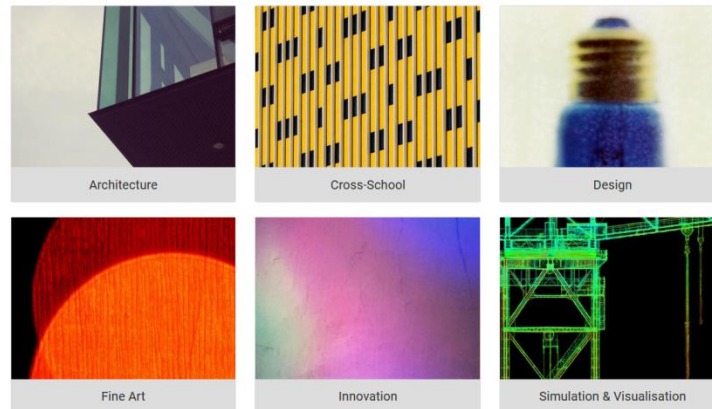 Architecture
Cross-School
Design
Fine Art
Innovation
Simulation & Visualisation